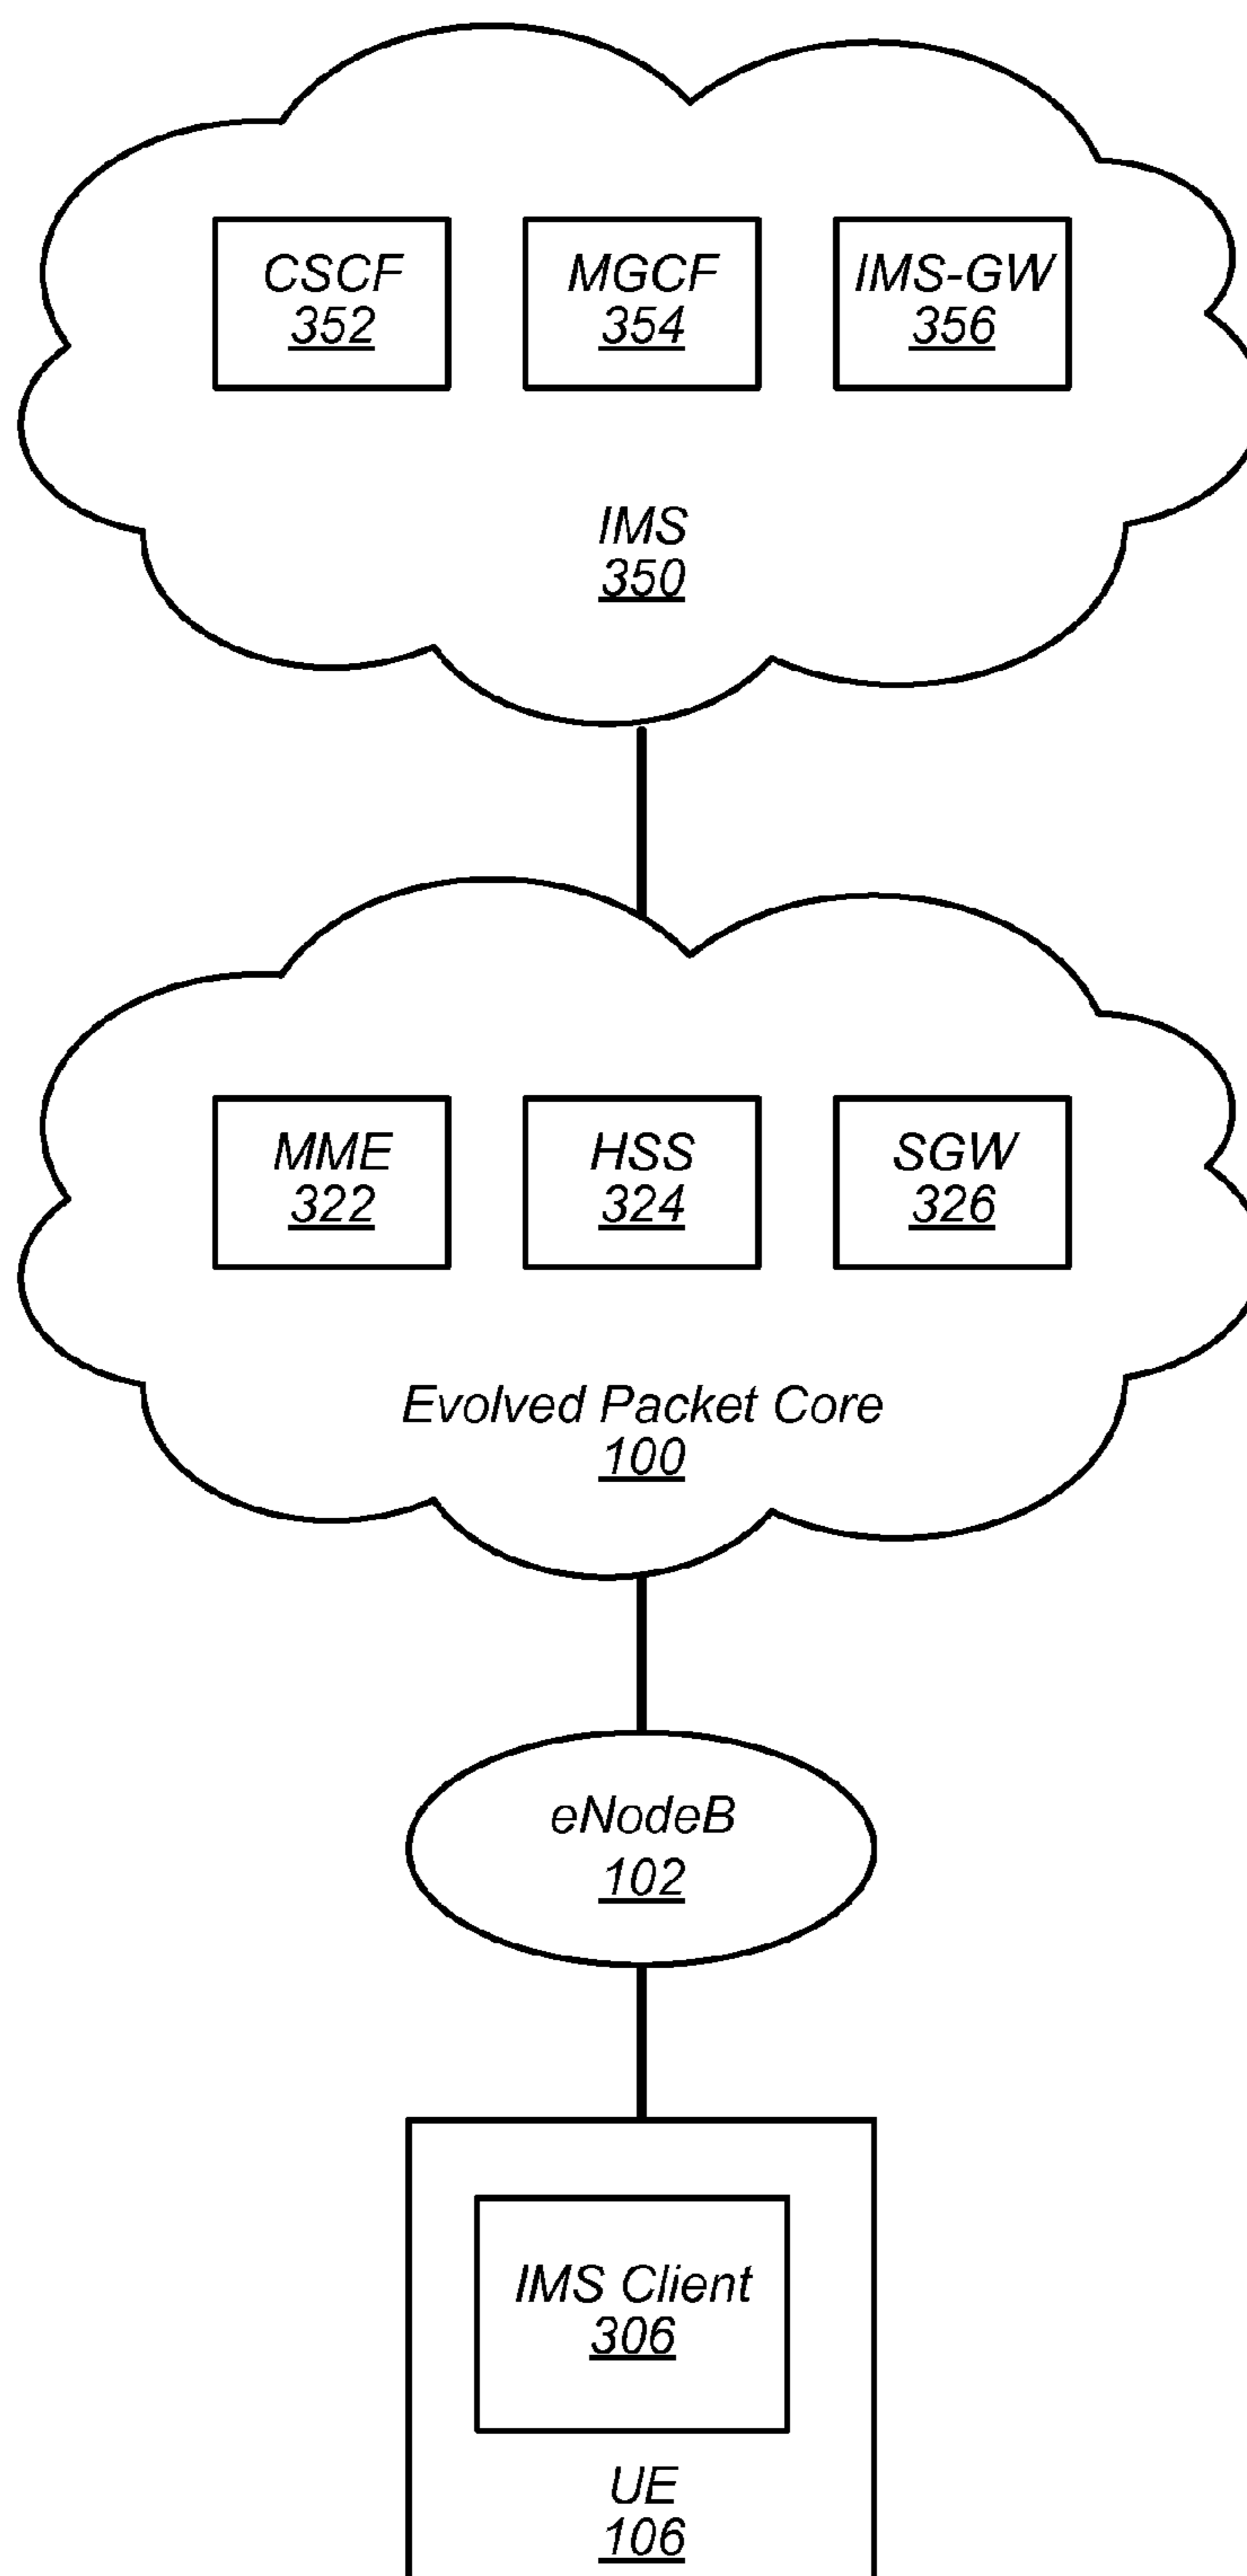 CSCF
352
MGCF
354
IMS-GW
356
IMS
350
MME
322
HSS
324
SGW
326
Evolved Packet Core
100
eNodeB
102
IMS Client
306
UE
106